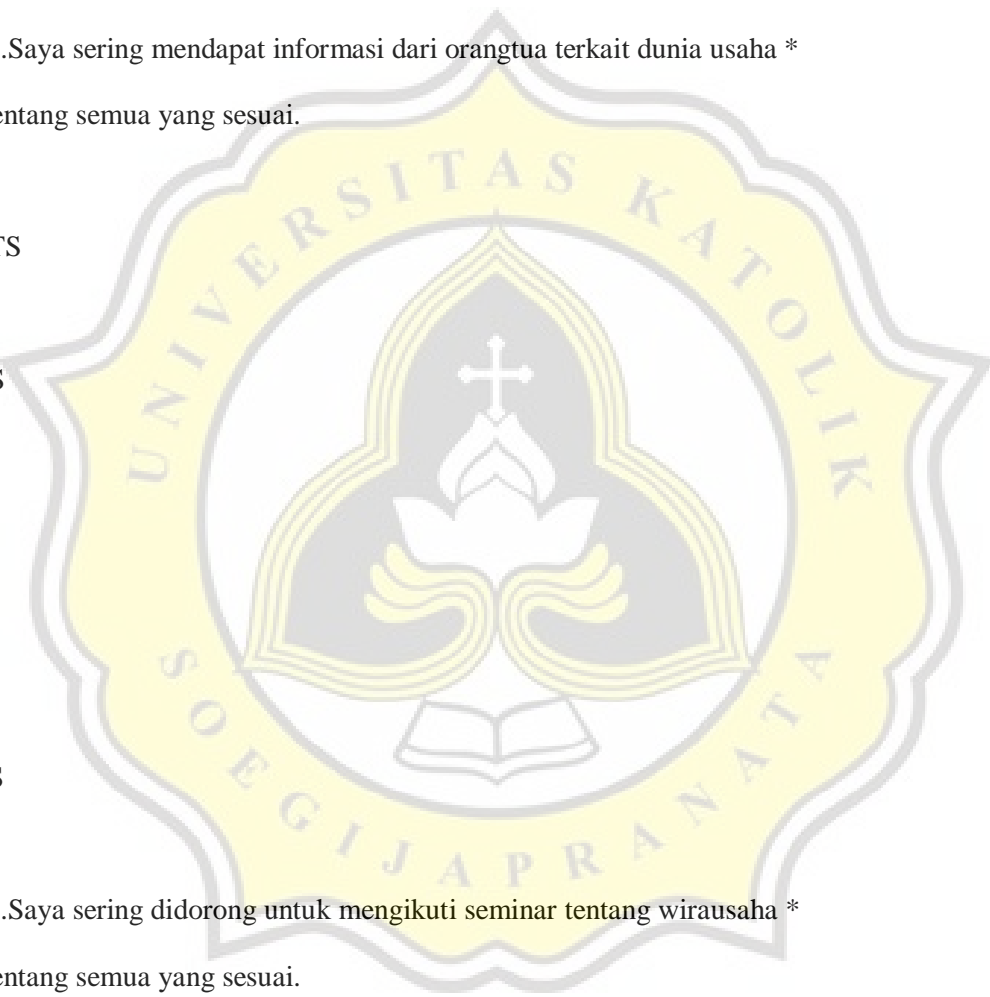 .Saya sering mendapat informasi dari orangtua terkait dunia usaha *
entang semua yang sesuai.
TS
S
UNIVERSITAS KATOLIK
SOEGIJAPRANATA
S
.Saya sering didorong untuk mengikuti seminar tentang wirausaha *
entang semua yang sesuai.